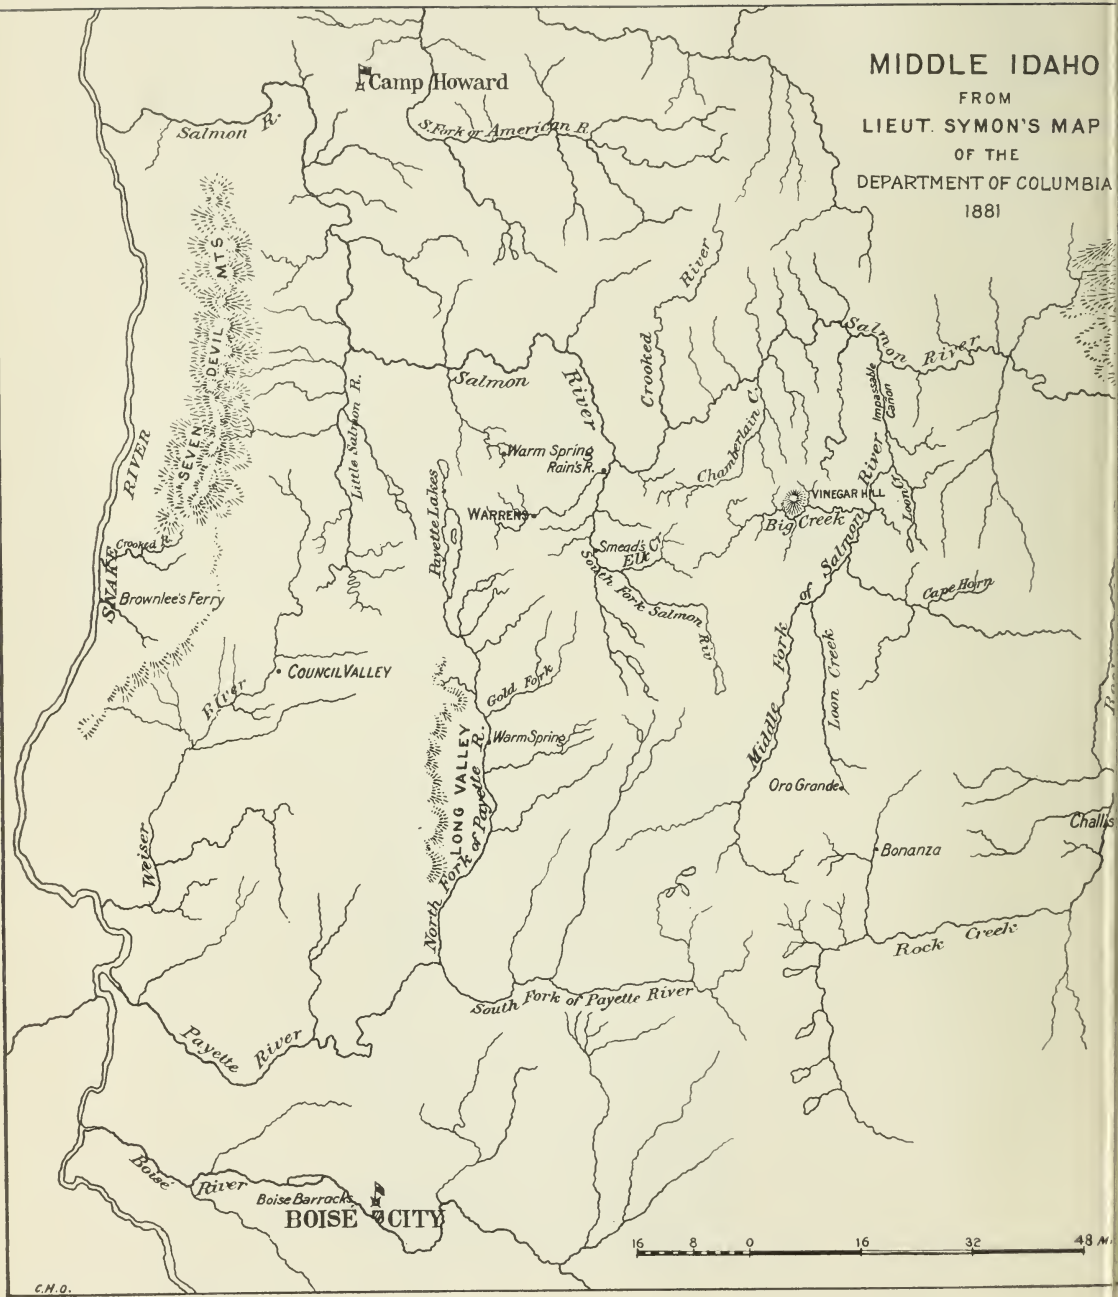 MIDDLE IDAHO
FROM
LIEUT. SYMON'S MAP
OF THE
DEPARTMENT OF COLUMBIA
1881
Camp Howard
Salmon R.
S. Fork or American R.
SEVEN DEVIL MTS
Crooked River
Salmon River
Salmon River
Impassable Cañon
Little Salmon R.
Chamberlain C.
Warm Spring
Rain's R.
Payette Lakes
WARRENS
VINEGAR HILL
Big Creek
Loon Cr.
SNAKE RIVER
Crooked R.
Smead's
Elk Cr.
South Fork Salmon Riv
Brownlee's Ferry
Cape Horn
COUNCIL VALLEY
River
Weiser
Gold Fork
Middle Fork of Salmon River
Loon Creek
LONG VALLEY
Warm Spring
North Fork of Payette R.
Oro Grande
Challis
Bonanza
Rock Creek
South Fork of Payette River
Payette River
Boisé River
Boise Barracks
BOISÉ CITY
16 8 0 16 32 48 M
C.H.O.